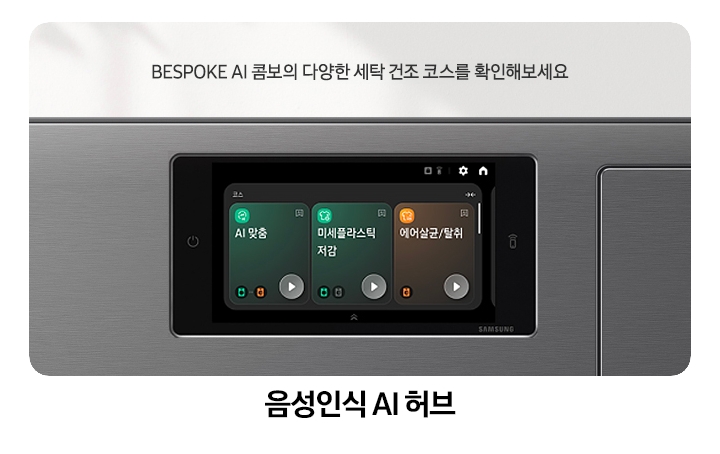 BESPOKE AI 콤보의 다양한 세탁 건조 코스를 확인해보세요
코스
AI 맞춤
미세플라스틱
저감
에어살균/탈취
SAMSUNG
음성인식 AI 허브